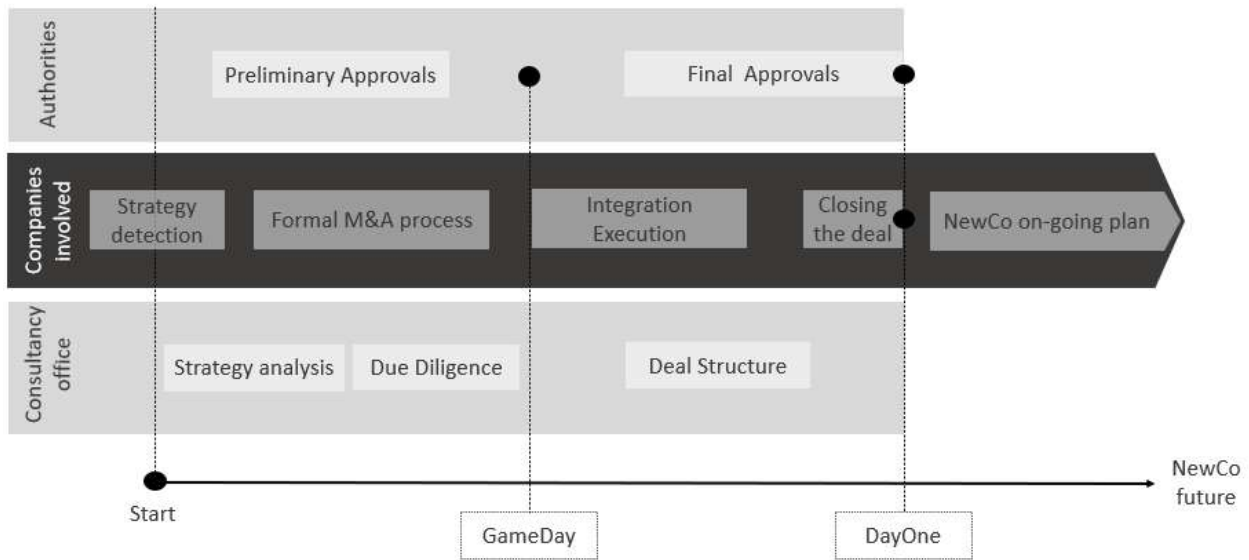 Authorities
Preliminary Approvals
Final Approvals
Companies
involved
Strategy
detection
Formal M&A process
Integration
Execution
Closing
the deal
NewCo on-going plan
Consultancy
office
Strategy analysis
Due Diligence
Deal Structure
Start
NewCo
future
GameDay
DayOne